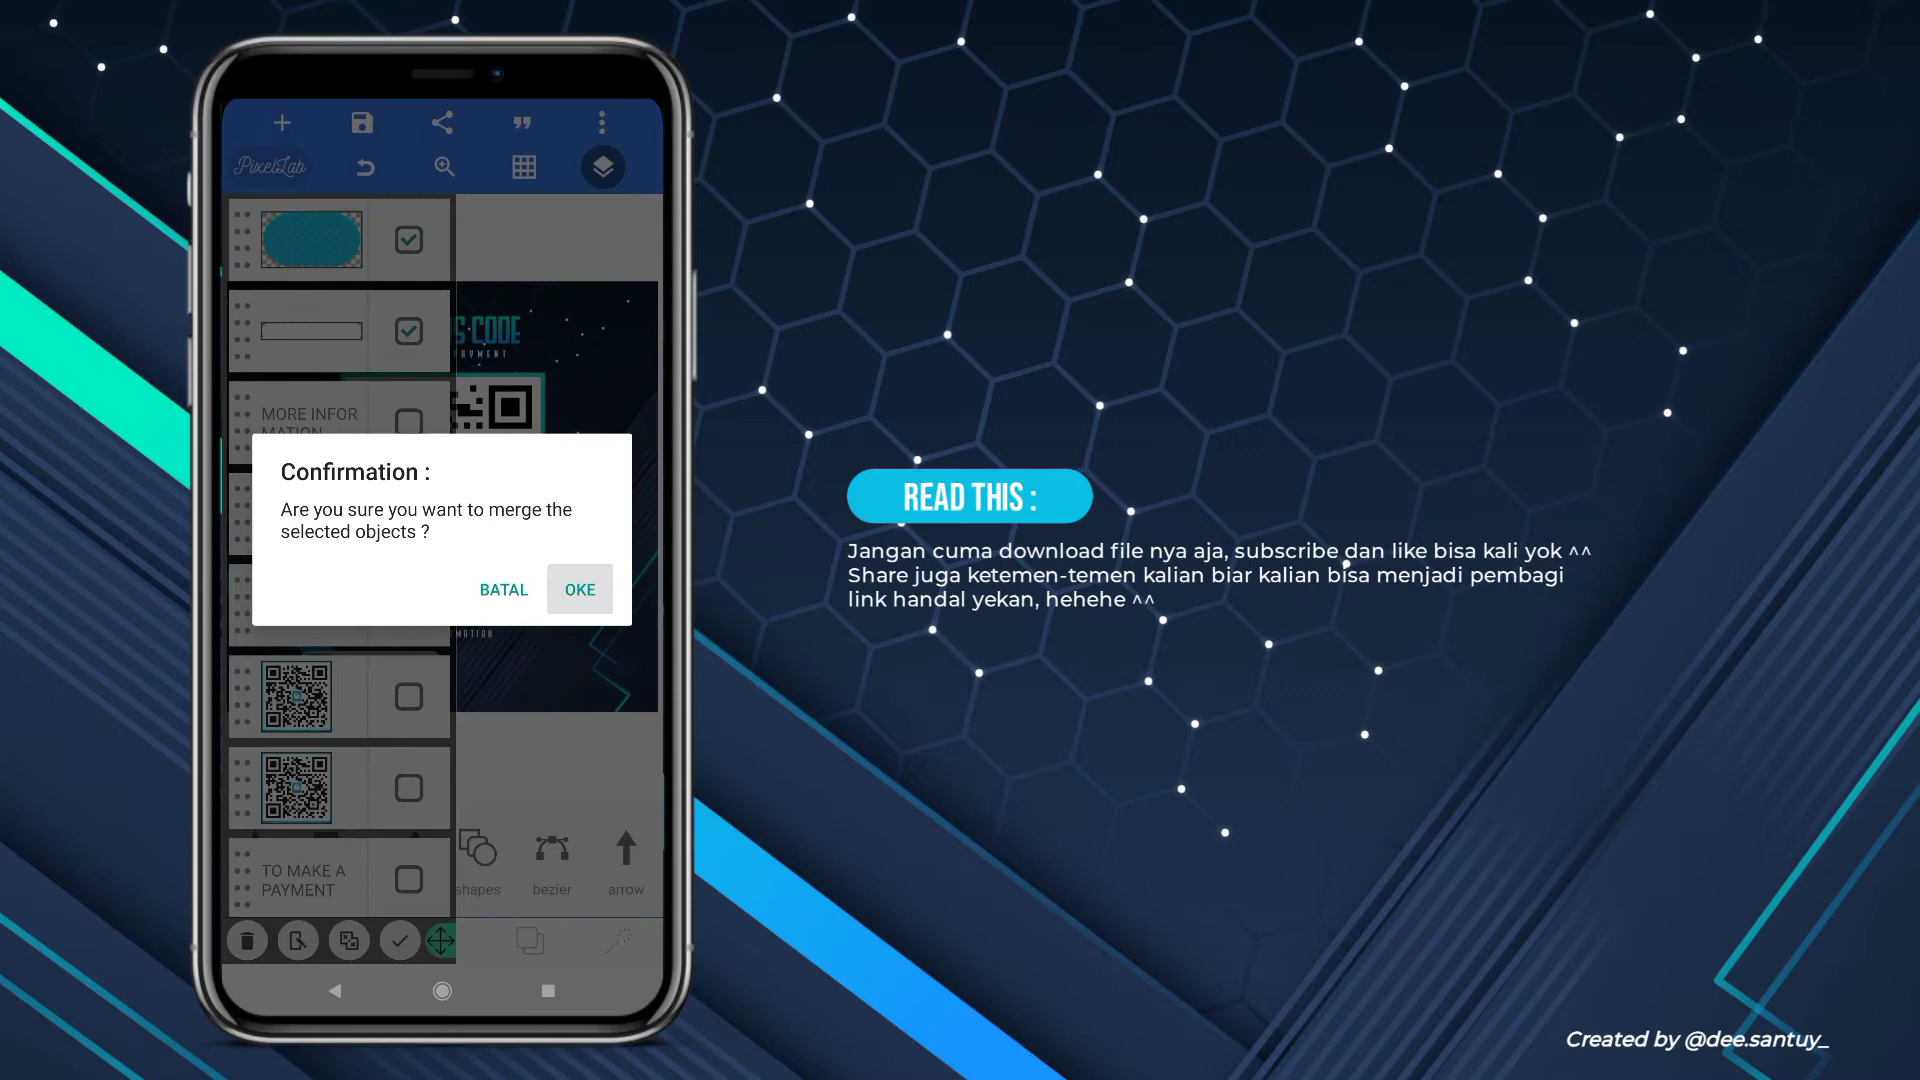 PixelLab
S CODE
PAYMENT
MORE INFOR
MATION
Confirmation :
Are you sure you want to merge the
selected objects ?
BATAL
OKE
TO MAKE A
PAYMENT
shapes
bezier
arrow
READ THIS :
Jangan cuma download file nya aja, subscribe dan like bisa kali yok ^^
Share juga ketemen-temen kalian biar kalian bisa menjadi pembagi
link handal yekan, hehehe ^^
Created by @dee.santuy_